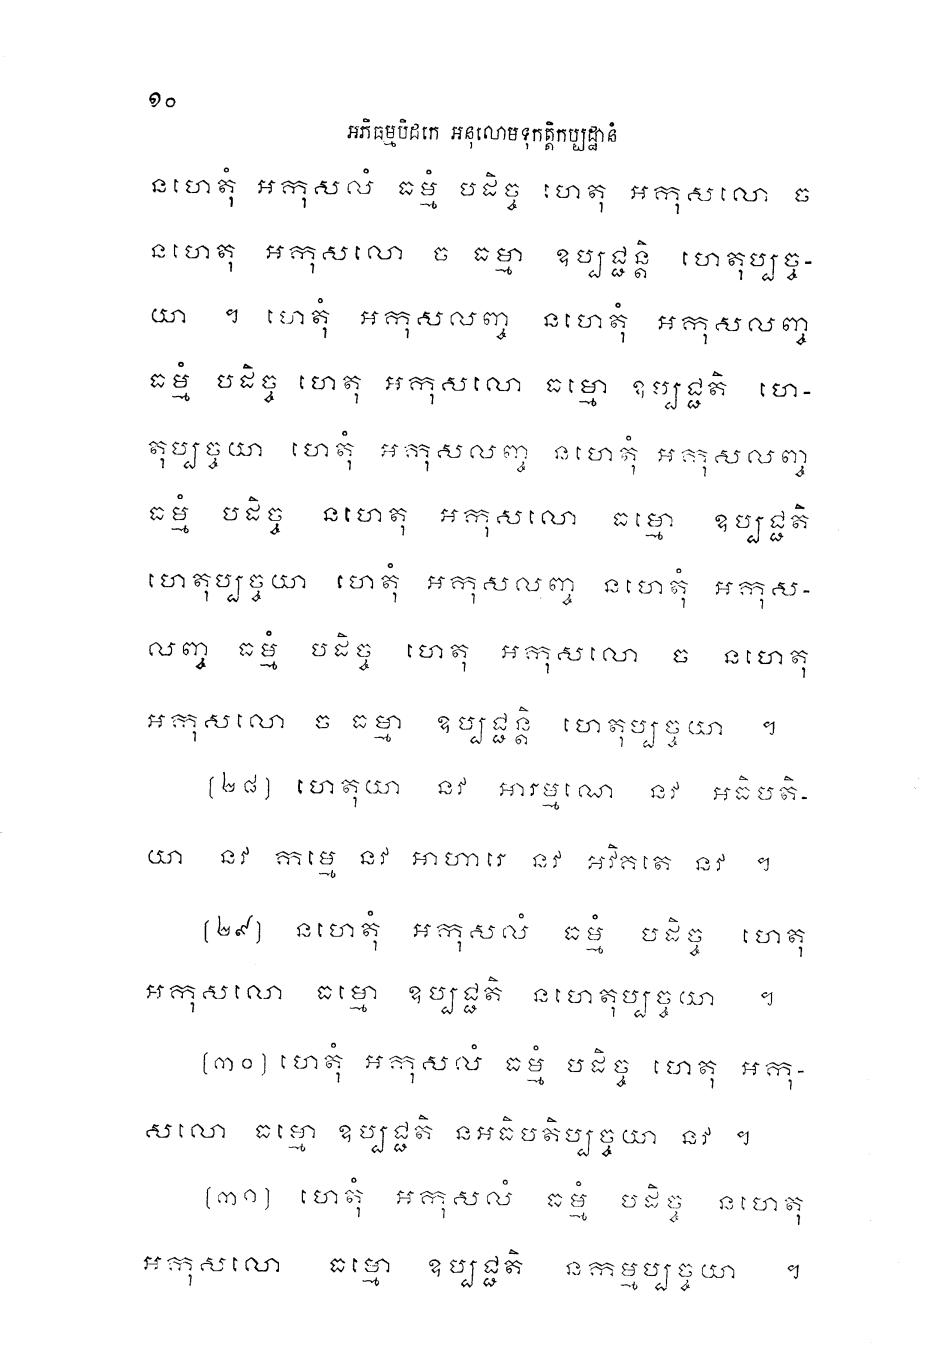 ១០
អភិធម្មបិដកេ អនុលោមទុកត្តិកប្បដ្ឋានំ
នហេតុំ អកុសលំ ធម្មំ បដិច្ច ហេតុ អកុសលោ ច
នហេតុ អកុសលោ ច ធម្មា ឧប្បជ្ជន្តិ ហេតុប្បច្ច-
យា ។ ហេតុំ អកុសលញ្ច នហេតុំ អកុសលញ្ច
ធម្មំ បដិច្ច ហេតុ អកុសលោ ធម្មោ ឧប្បជ្ជតិ ហេ-
តុប្បច្ចយា ហេតុំ អកុសលញ្ច នហេតុំ អកុសលញ្ច
ធម្មំ បដិច្ច នហេតុ អកុសលោ ធម្មោ ឧប្បជ្ជតិ
ហេតុប្បច្ចយា ហេតុំ អកុសលញ្ច នហេតុំ អកុស-
លញ្ច ធម្មំ បដិច្ច ហេតុ អកុសលោ ច នហេតុ
អកុសលោ ច ធម្មា ឧប្បជ្ជន្តិ ហេតុប្បច្ចយា ។
(២៨) ហេតុយា នវ អារម្មណេ នវ អធិបតិ-
យា នវ កម្មេ នវ អាហារេ នវ អវិគតេ នវ ។
(២៩) នហេតុំ អកុសលំ ធម្មំ បដិច្ច ហេតុ
អកុសលោ ធម្មោ ឧប្បជ្ជតិ នហេតុប្បច្ចយា ។
(៣០) ហេតុំ អកុសលំ ធម្មំ បដិច្ច ហេតុ អកុ-
សលោ ធម្មោ ឧប្បជ្ជតិ នអធិបតិប្បច្ចយា នវ ។
(៣១) ហេតុំ អកុសលំ ធម្មំ បដិច្ច នហេតុ
អកុសលោ ធម្មោ ឧប្បជ្ជតិ នកម្មប្បច្ចយា ។